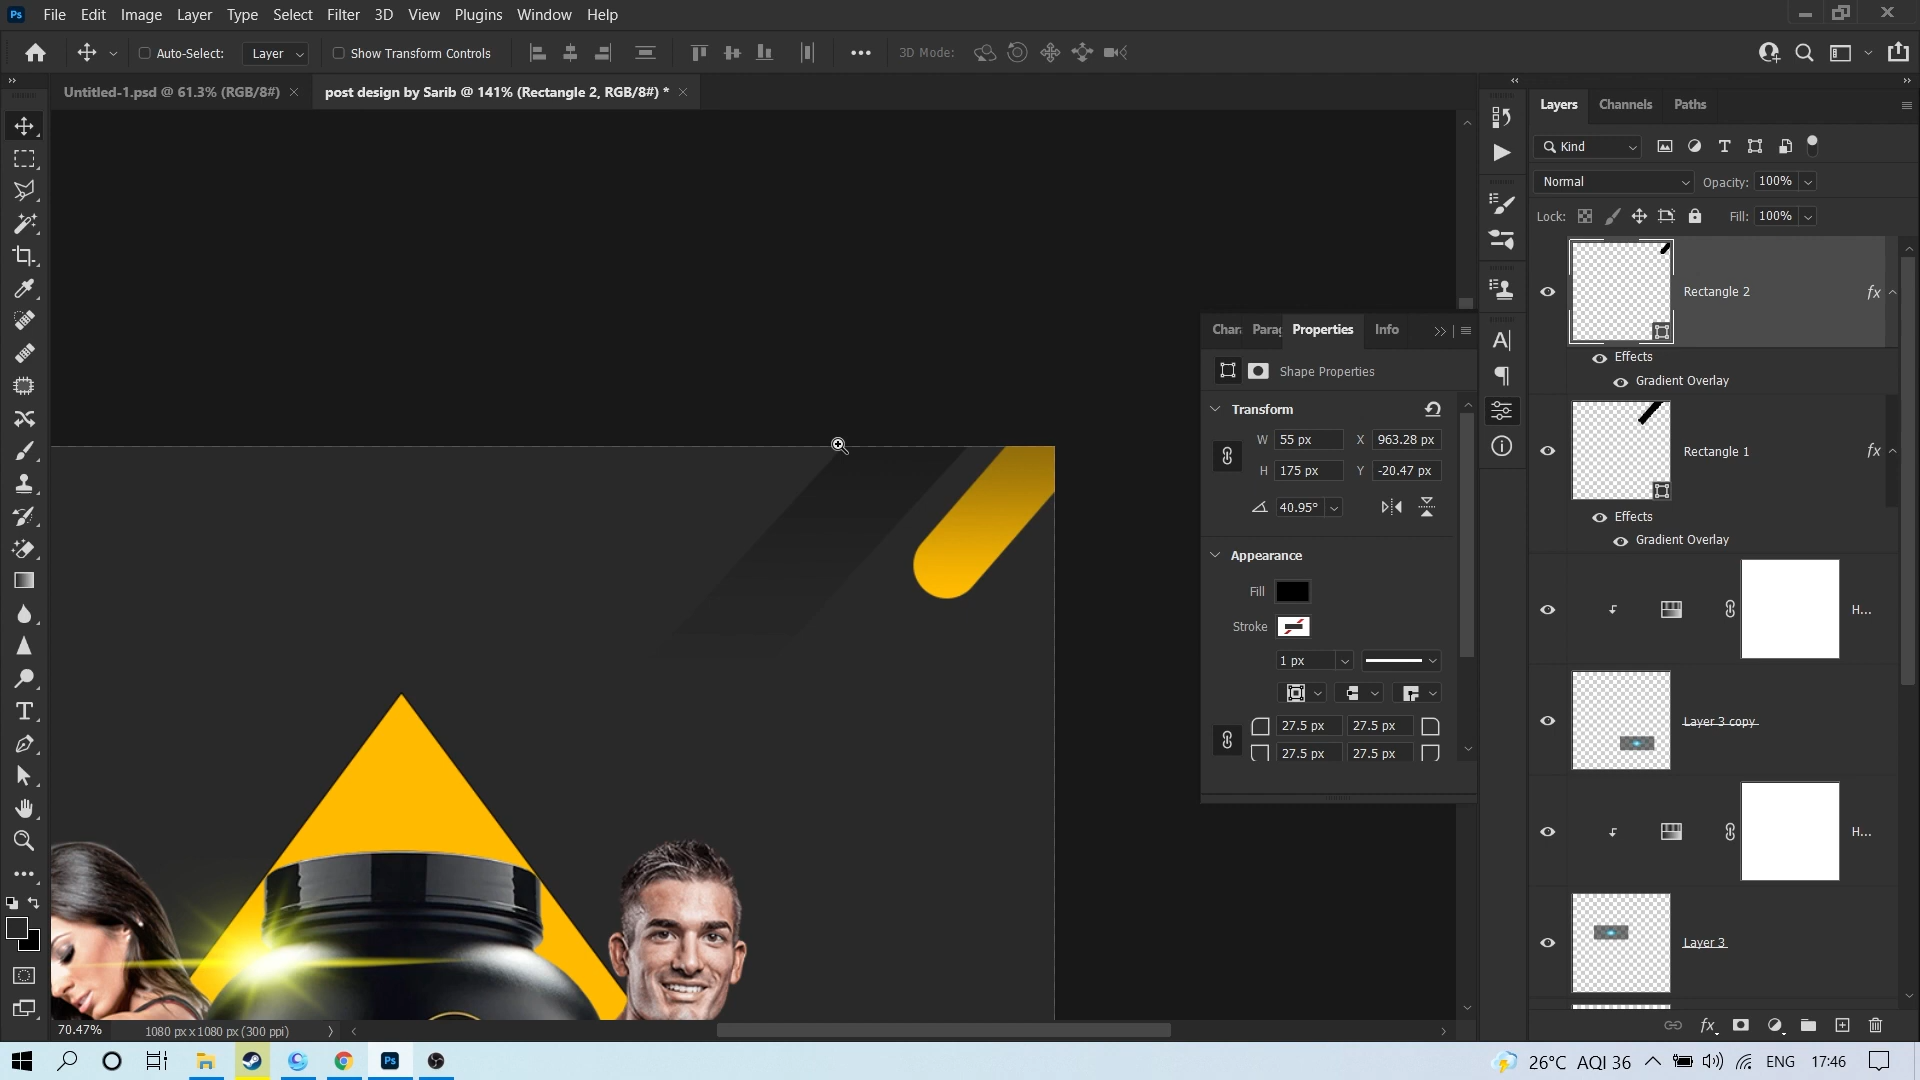 Ps File Edit Image Layer Type Select Filter 3D View Plugins Window Help
Auto-Select: Layer Show Transform Controls 3D Mode:
Untitled-1.psd @ 61.3% (RGB/8#) × post design by Sarib @ 141% (Rectangle 2, RGB/8#) * ×
Layers Channels Paths
Kind
Normal Opacity: 100%
Lock: Fill: 100%
Rectangle 2 fx
Effects
Gradient Overlay
Rectangle 1 fx
Effects
Gradient Overlay
H...
Layer 3 copy
H...
Layer 3
fx
Char Parag Properties Info
Shape Properties
Transform
W 55 px X 963.28 px
H 175 px Y -20.47 px
40.95°
Appearance
Fill
Stroke
1 px
27.5 px 27.5 px
27.5 px 27.5 px
70.47% 1080 px x 1080 px (300 ppi)
Ps 26°C AQI 36 ENG 17:46